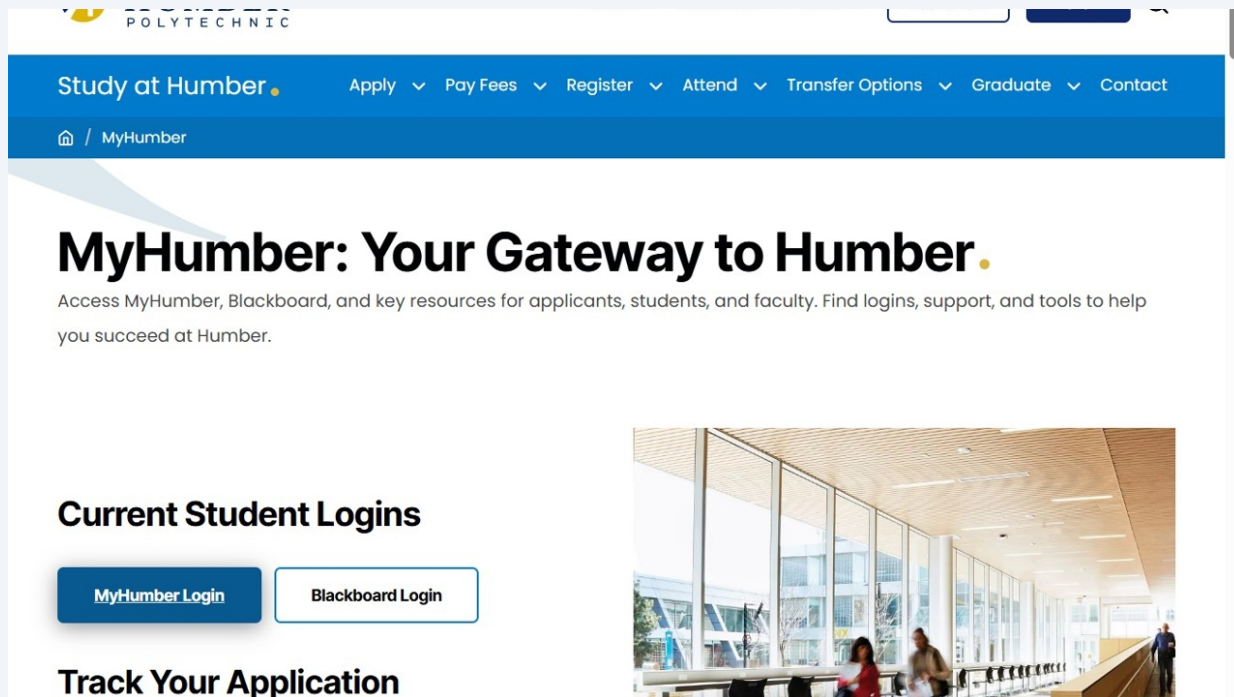 POLYTECHNIC
Study at Humber.
Apply
Pay Fees
Register
Attend
Transfer Options
Graduate
Contact
/ MyHumber
MyHumber: Your Gateway to Humber.
Access MyHumber, Blackboard, and key resources for applicants, students, and faculty. Find logins, support, and tools to help
you succeed at Humber.
Current Student Logins
MyHumber Login
Blackboard Login
Track Your Application